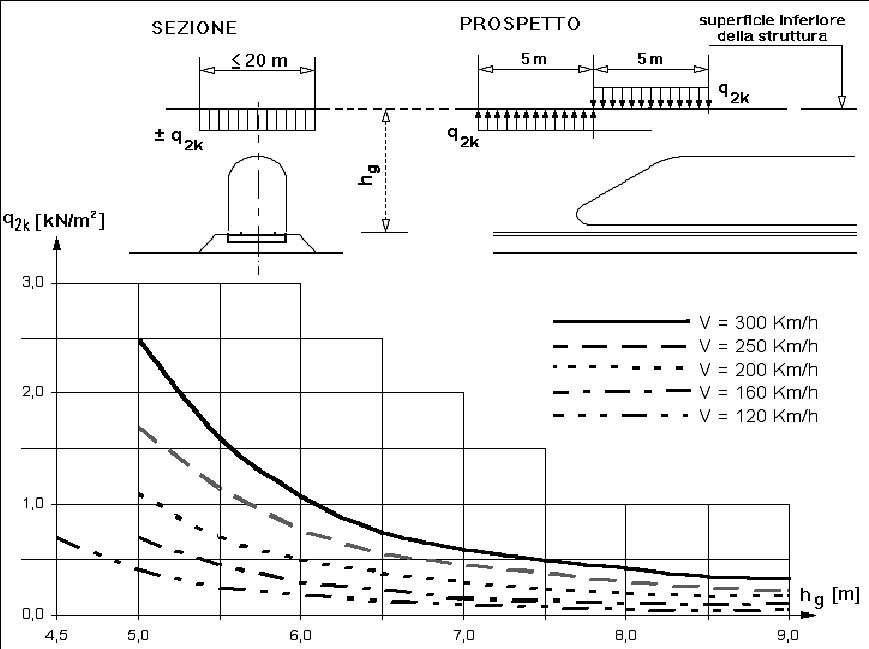 SEZIONE
PROSPETTO
superficie inferiore
della struttura
≤ 20 m
5 m
5 m
q2k
± q2k
q2k
hg
q2k [kN/m²]
3,0
2,0
1,0
0,0
V = 300 Km/h
V = 250 Km/h
V = 200 Km/h
V = 160 Km/h
V = 120 Km/h
hg [m]
4,5
5,0
6,0
7,0
8,0
9,0